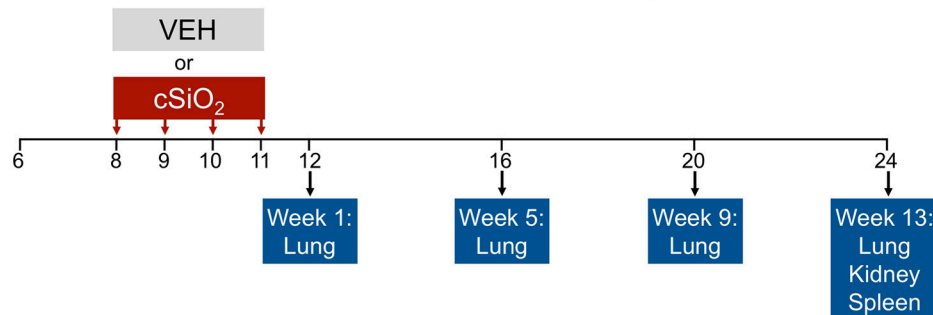 VEH
or
cSiO₂
6 8 9 10 11 12 16 20 24
Week 1:
Lung
Week 5:
Lung
Week 9:
Lung
Week 13:
Lung
Kidney
Spleen